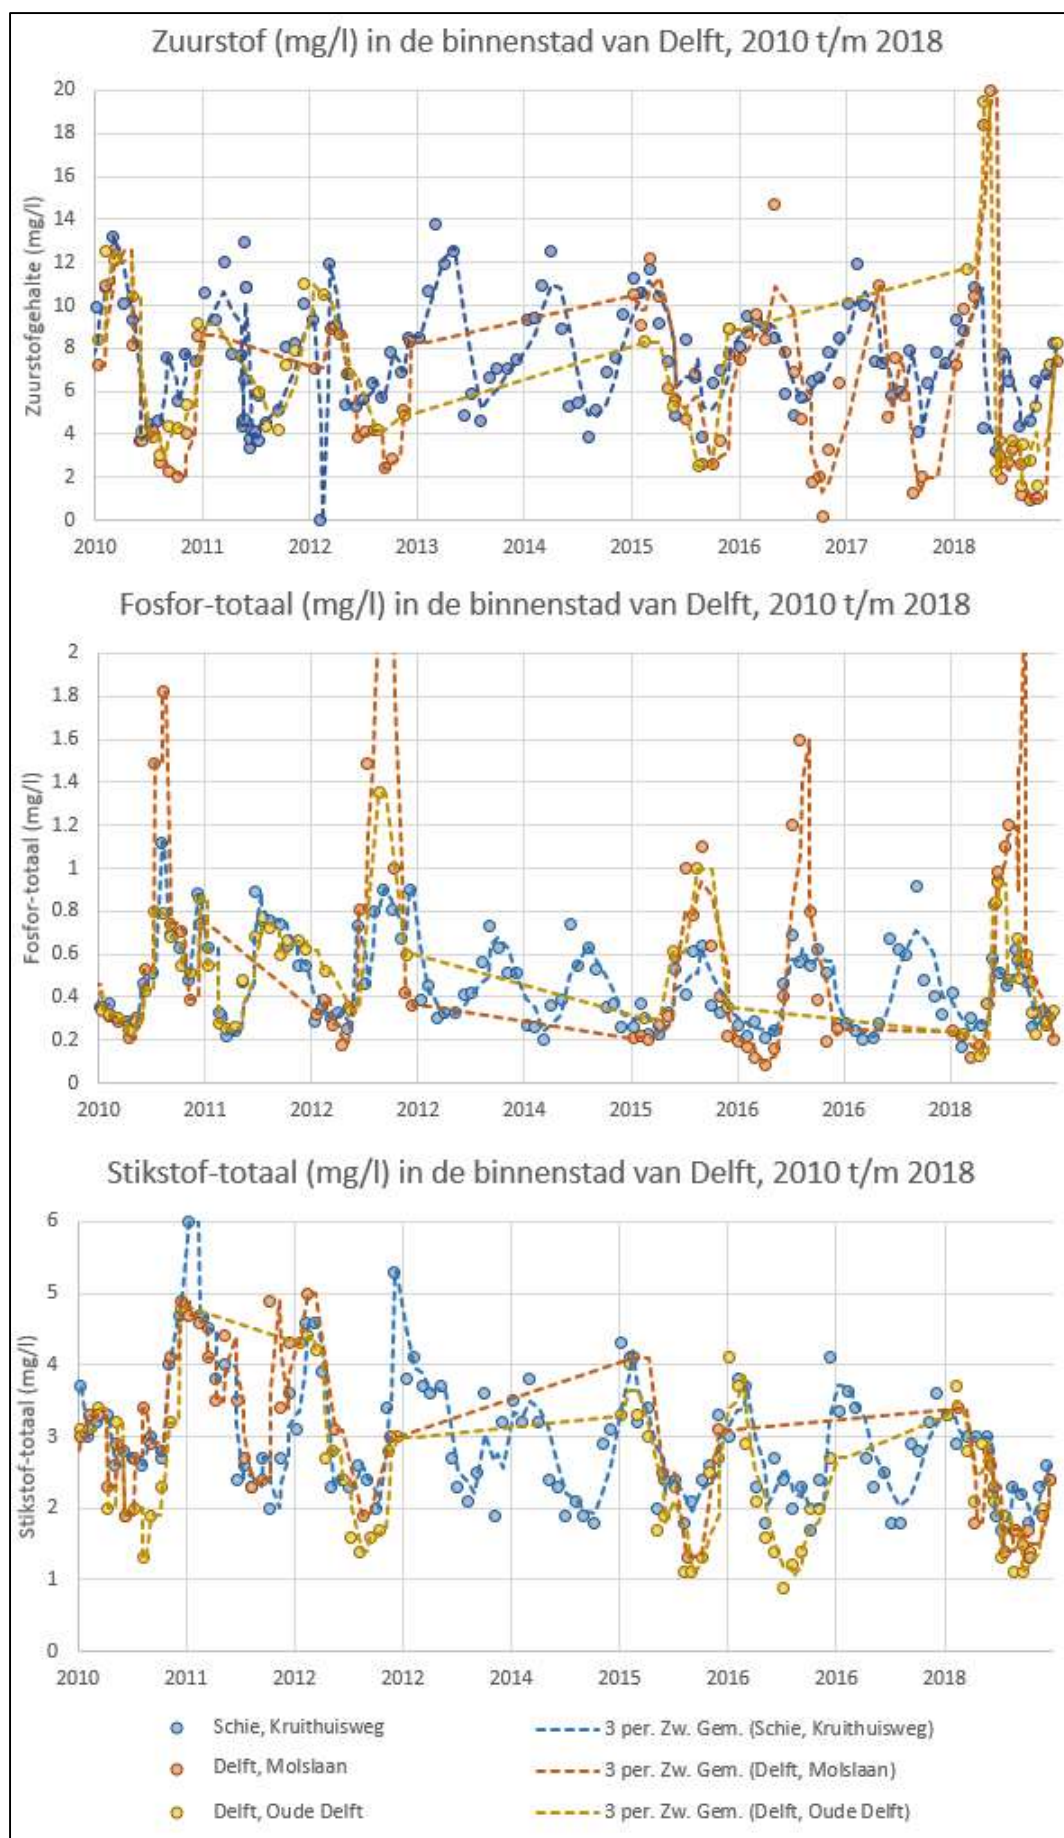 Zuurstof (mg/l) in de binnenstad van Delft, 2010 t/m 2018
20
18
16
14
12
10
8
6
4
2
0
Zuurstofgehalte (mg/l)
2010 2011 2012 2013 2014 2015 2016 2017 2018
Fosfor-totaal (mg/l) in de binnenstad van Delft, 2010 t/m 2018
2
1.8
1.6
1.4
1.2
1
0.8
0.6
0.4
0.2
0
Fosfor-totaal (mg/l)
2010 2011 2012 2012 2014 2015 2016 2016 2018
Stikstof-totaal (mg/l) in de binnenstad van Delft, 2010 t/m 2018
6
5
4
3
2
1
0
Stikstof-totaal (mg/l)
2010 2011 2012 2012 2014 2015 2016 2016 2018
Schie, Kruithuisweg 3 per. Zw. Gem. (Schie, Kruithuisweg)
Delft, Molslaan 3 per. Zw. Gem. (Delft, Molslaan)
Delft, Oude Delft 3 per. Zw. Gem. (Delft, Oude Delft)